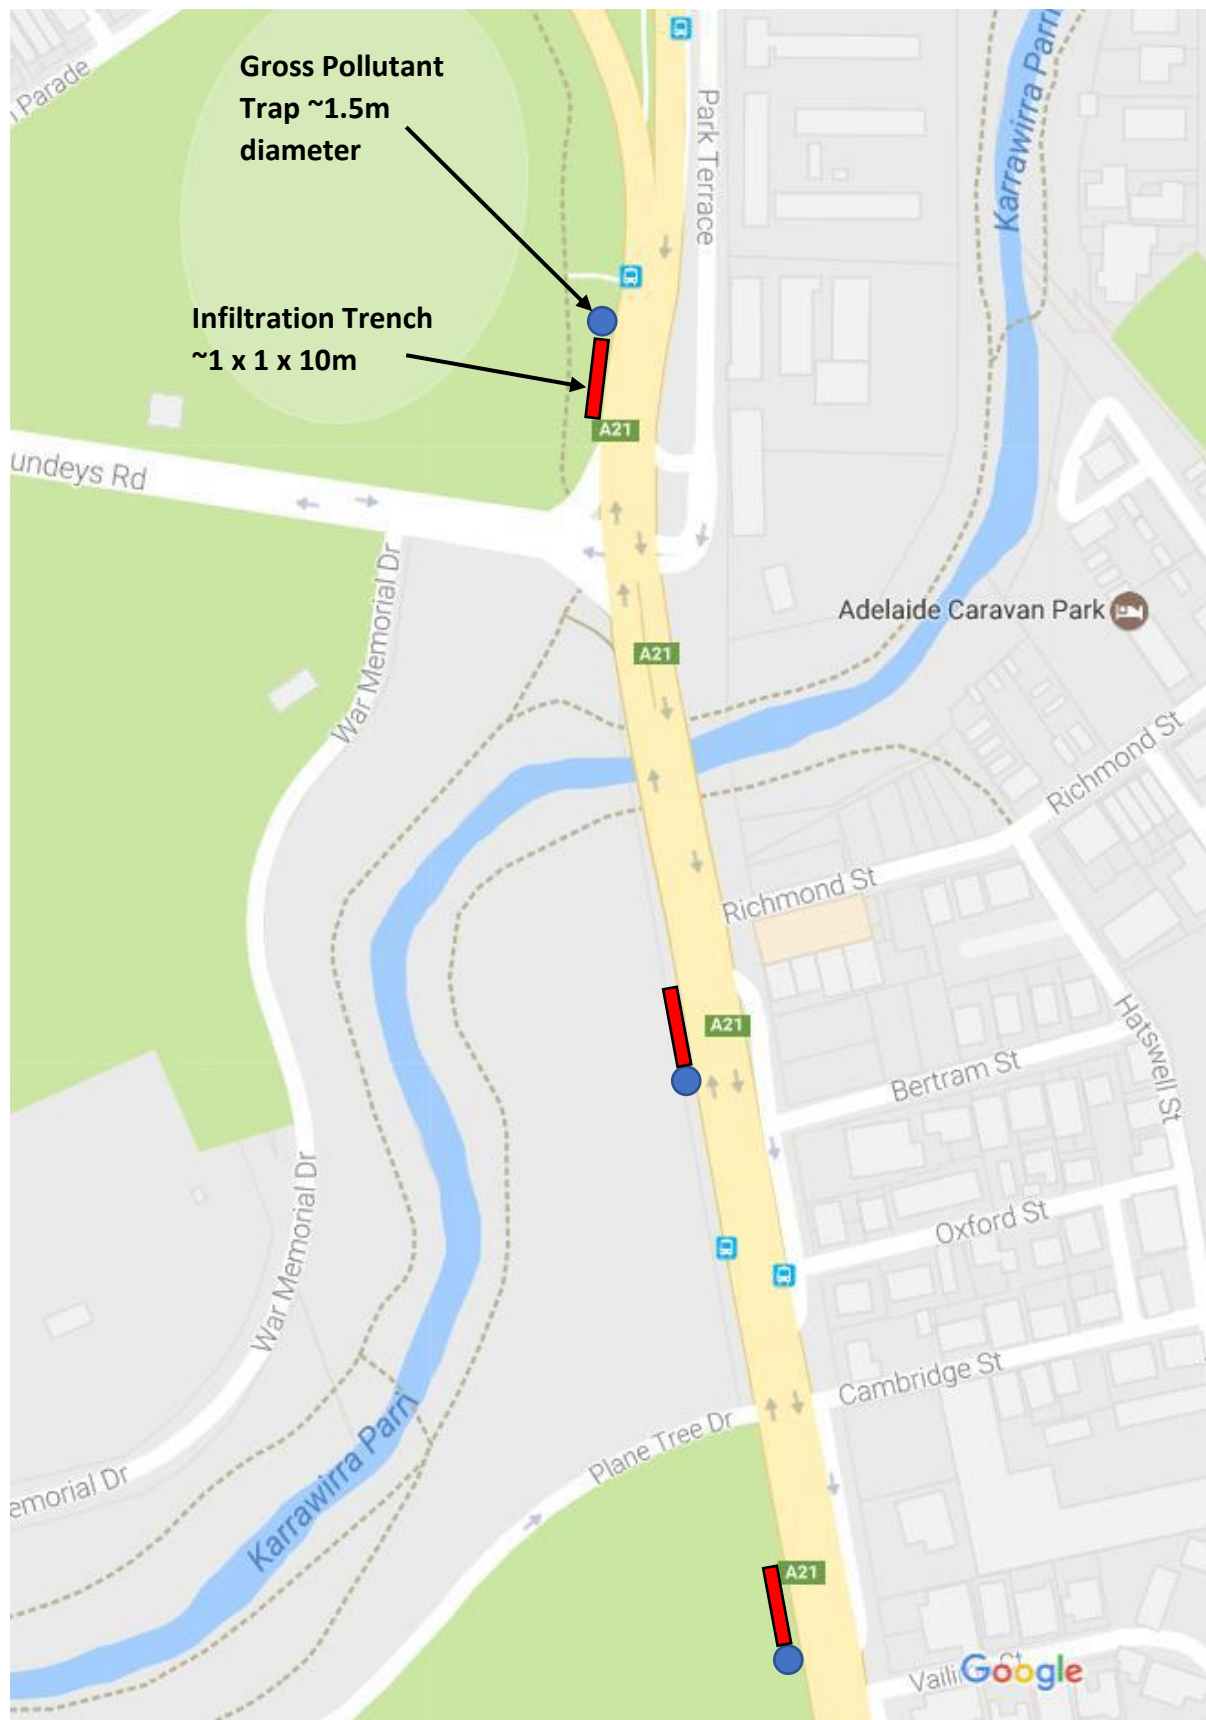 Gross Pollutant
Trap ~1.5m
diameter
Parade
Park Terrace
Karrawirra Parri
Infiltration Trench
~1 x 1 x 10m
A21
undeys Rd
War Memorial Dr
Adelaide Caravan Park
A21
Richmond St
Richmond St
A21
Hatswell St
Bertram St
War Memorial Dr
Oxford St
Cambridge St
Plane Tree Dr
Karrawirra Parri
emorial Dr
A21
Google